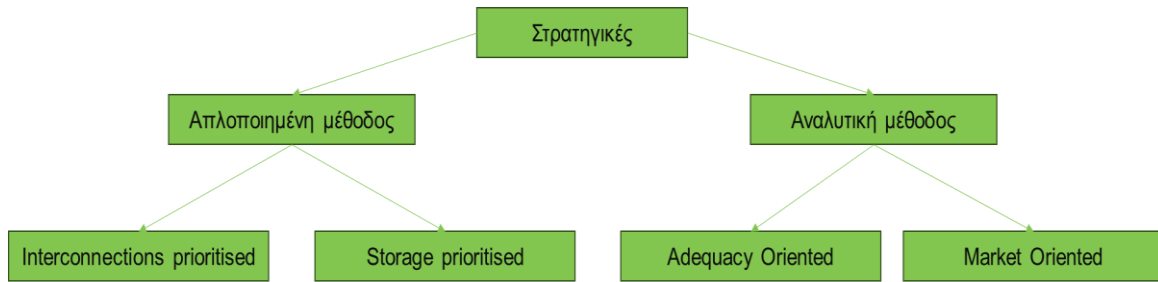 Στρατηγικές
Απλοποιημένη μέθοδος
Αναλυτική μέθοδος
Interconnections prioritised
Storage prioritised
Adequacy Oriented
Market Oriented